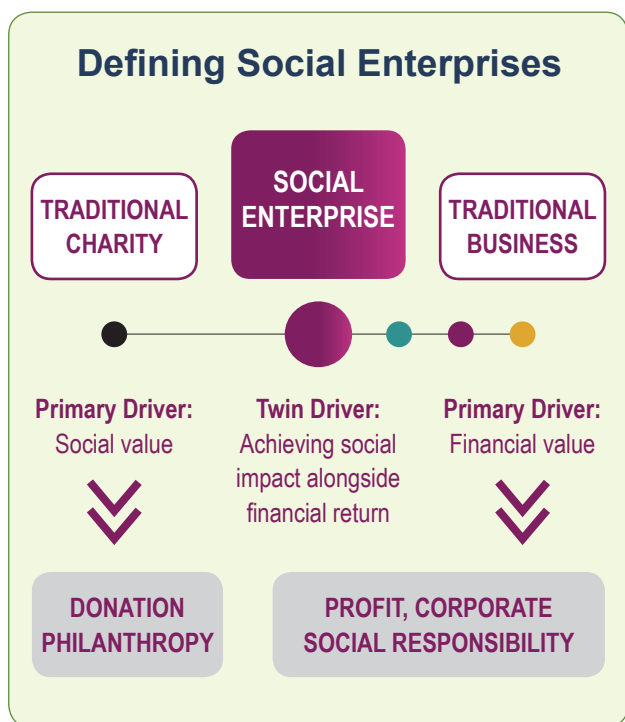 Defining Social Enterprises
TRADITIONAL
CHARITY
SOCIAL
ENTERPRISE
TRADITIONAL
BUSINESS
Primary Driver:
Social value
Twin Driver:
Achieving social
impact alongside
financial return
Primary Driver:
Financial value
DONATION
PHILANTHROPY
PROFIT, CORPORATE
SOCIAL RESPONSIBILITY